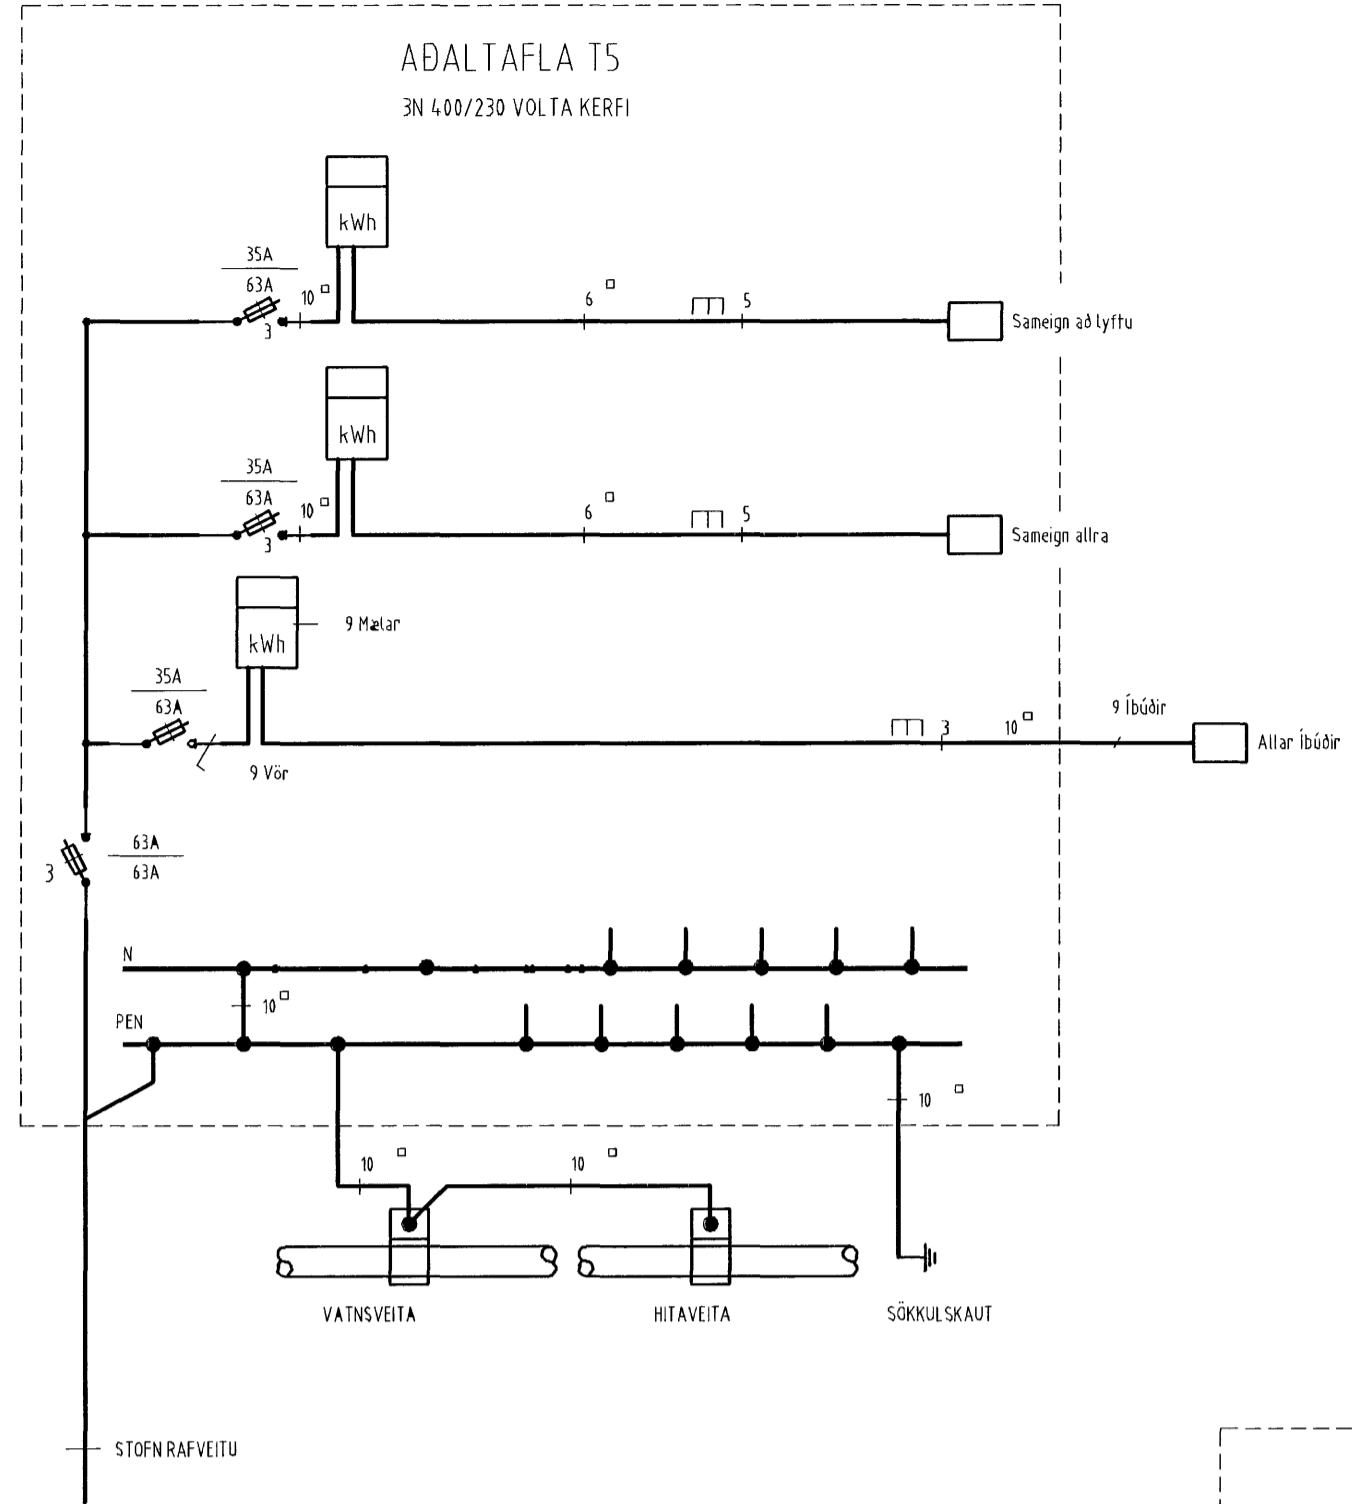 AÐALTAFLA T5
3N 400/230 VOLTA KERFI
kWh
35A
63A
3
10 □
6 □
5
Sameign að lyftu
kWh
35A
63A
3
10 □
6 □
5
Sameign allra
kWh
9 Mælar
35A
63A
9 Vör
3
10 □
9 Íbúðir
Allar Íbúðir
3
63A
63A
N
10 □
PEN
10 □
10 □
10 □
VATNSVEITA
HITAVEITA
SÖKKULSKAUT
STOFN RAFVEITU